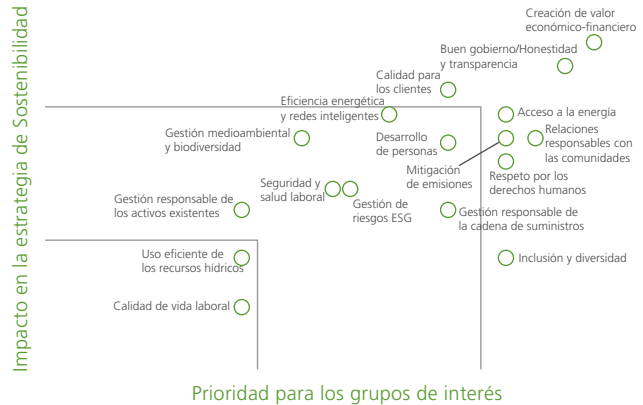 Impacto en la estrategia de Sostenibilidad
Creación de valor
económico-financiero
Buen gobierno/Honestidad
y transparencia
Calidad para
los clientes
Eficiencia energética
y redes inteligentes
Acceso a la energía
Gestión medioambiental
y biodiversidad
Desarrollo
de personas
Relaciones
responsables con
las comunidades
Mitigación
de emisiones
Respeto por los
derechos humanos
Seguridad y
salud laboral
Gestión de
riesgos ESG
Gestión responsable de
los activos existentes
Gestión responsable de
la cadena de suministros
Uso eficiente de
los recursos hídricos
Inclusión y diversidad
Calidad de vida laboral
Prioridad para los grupos de interés